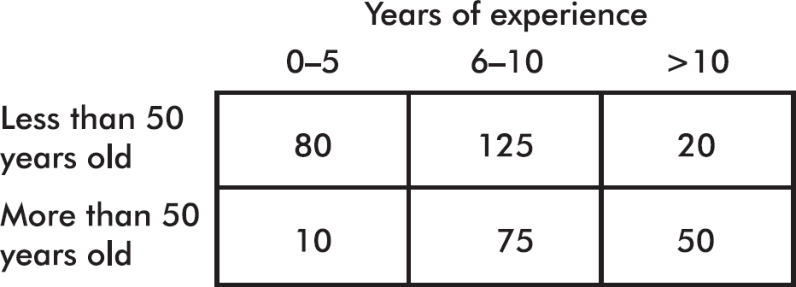 Years of experience
0–5 6–10 >10
Less than 50
years old
80 125 20
More than 50
years old
10 75 50